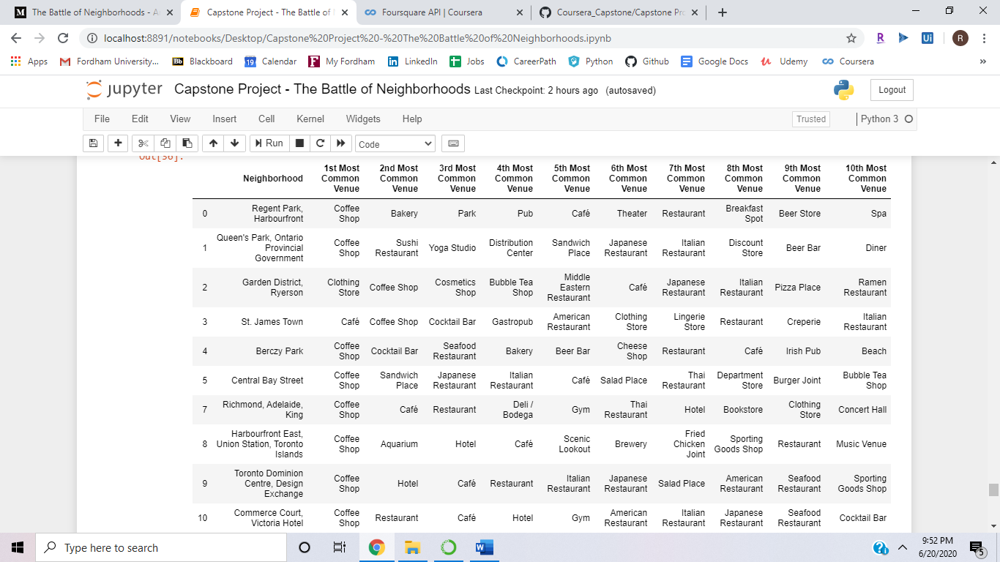 The Battle of Neighborhoods - A
Capstone Project - The Battle of
Foursquare API | Coursera
Coursera_Capstone/Capstone Pr
localhost:8891/notebooks/Desktop/Capstone%20Project%20-%20The%20Battle%20of%20Neighborhoods.ipynb
R Ui R
Apps Fordham University... Bb Blackboard 19 Calendar My Fordham LinkedIn Jobs CareerPath Python Github Google Docs Udemy Coursera »
jupyter Capstone Project - The Battle of Neighborhoods Last Checkpoint: 2 hours ago (autosaved) Logout
File Edit View Insert Cell Kernel Widgets Help Trusted Python 3
Run Code
Out[36]:
Neighborhood 1st Most Common Venue 2nd Most Common Venue 3rd Most Common Venue 4th Most Common Venue 5th Most Common Venue 6th Most Common Venue 7th Most Common Venue 8th Most Common Venue 9th Most Common Venue 10th Most Common Venue
0 Regent Park, Harbourfront Coffee Shop Bakery Park Pub Café Theater Restaurant Breakfast Spot Beer Store Spa
1 Queen's Park, Ontario Provincial Government Coffee Shop Sushi Restaurant Yoga Studio Distribution Center Sandwich Place Japanese Restaurant Italian Restaurant Discount Store Beer Bar Diner
2 Garden District, Ryerson Clothing Store Coffee Shop Cosmetics Shop Bubble Tea Shop Middle Eastern Restaurant Café Japanese Restaurant Italian Restaurant Pizza Place Ramen Restaurant
3 St. James Town Café Coffee Shop Cocktail Bar Gastropub American Restaurant Clothing Store Lingerie Store Restaurant Creperie Italian Restaurant
4 Berczy Park Coffee Shop Cocktail Bar Seafood Restaurant Bakery Beer Bar Cheese Shop Restaurant Café Irish Pub Beach
5 Central Bay Street Coffee Shop Sandwich Place Japanese Restaurant Italian Restaurant Café Salad Place Thai Restaurant Department Store Burger Joint Bubble Tea Shop
7 Richmond, Adelaide, King Coffee Shop Café Restaurant Deli / Bodega Gym Thai Restaurant Hotel Bookstore Clothing Store Concert Hall
8 Harbourfront East, Union Station, Toronto Islands Coffee Shop Aquarium Hotel Café Scenic Lookout Brewery Fried Chicken Joint Sporting Goods Shop Restaurant Music Venue
9 Toronto Dominion Centre, Design Exchange Coffee Shop Hotel Café Restaurant Italian Restaurant Japanese Restaurant Salad Place American Restaurant Seafood Restaurant Sporting Goods Shop
10 Commerce Court, Victoria Hotel Coffee Shop Restaurant Café Hotel Gym American Restaurant Italian Restaurant Japanese Restaurant Seafood Restaurant Cocktail Bar
Type here to search
9:52 PM
6/20/2020
5